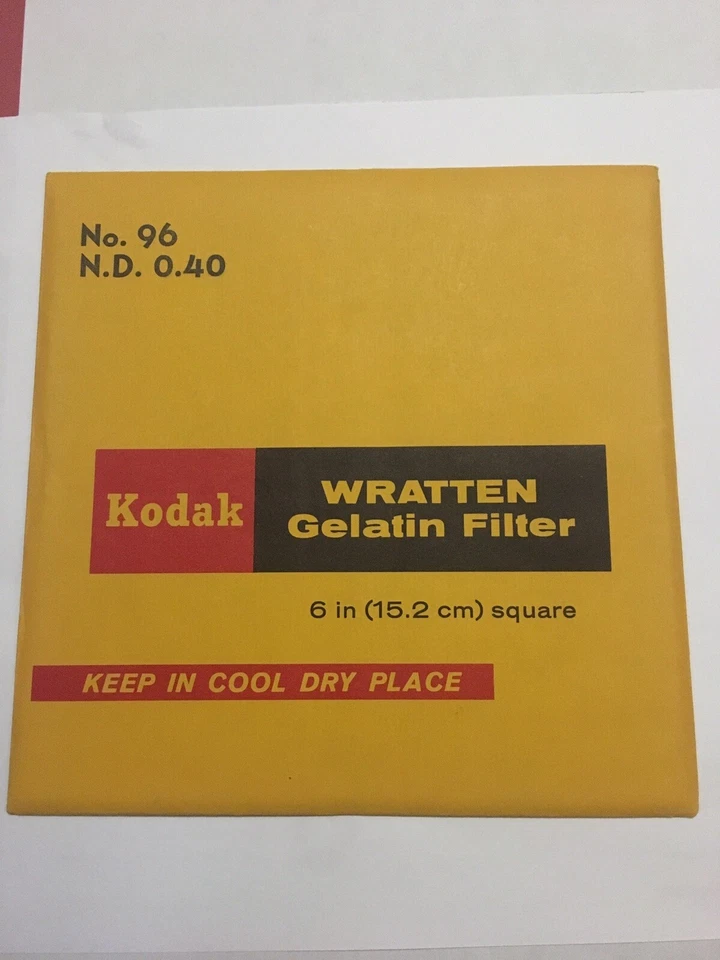 No. 96
N.D. 0.40
Kodak
WRATTEN
Gelatin Filter
6 in (15.2 cm) square
KEEP IN COOL DRY PLACE